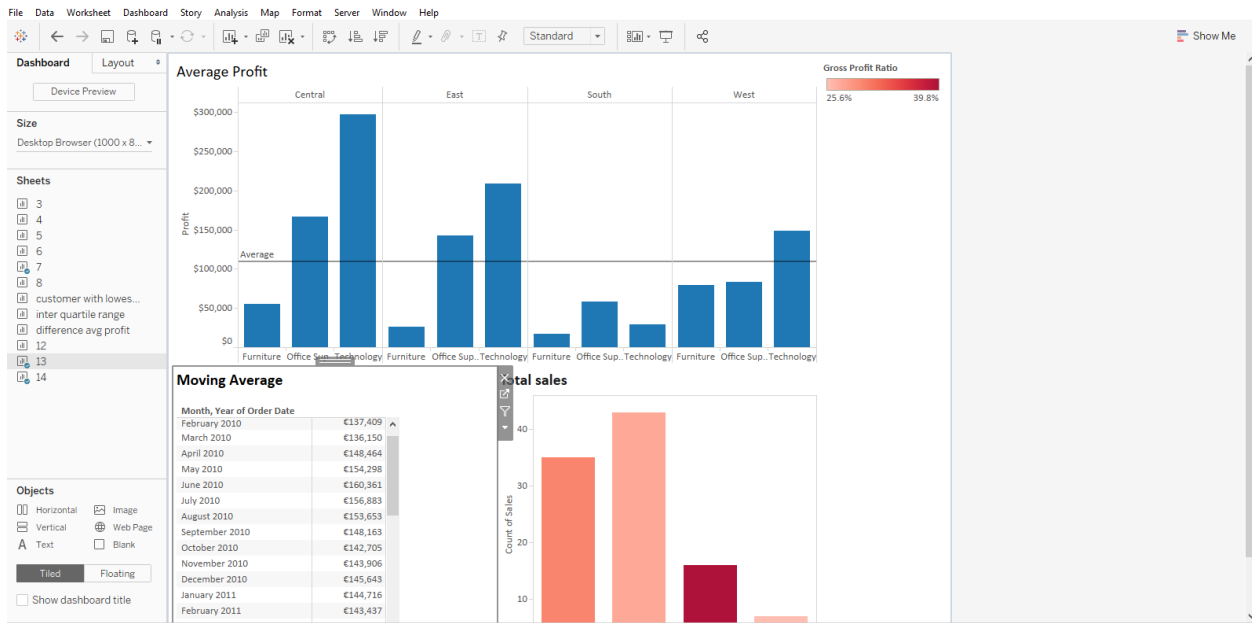 File Data Worksheet Dashboard Story Analysis Map Format Server Window Help
Standard
Show Me
Dashboard Layout
Device Preview
Size
Desktop Browser (1000 x 8...
Sheets
3
4
5
6
7
8
customer with lowes...
inter quartile range
difference avg profit
12
13
14
Objects
Horizontal Image
Vertical Web Page
A Text Blank
Tiled Floating
Show dashboard title
Average Profit
Central East South West
$300,000
$250,000
$200,000
$150,000
$100,000
$50,000
$0
Profit
Average
Furniture Office Sup.. Technology Furniture Office Sup.. Technology Furniture Office Sup.. Technology Furniture Office Sup.. Technology
Gross Profit Ratio
25.6% 39.8%
Moving Average
Month, Year of Order Date
February 2010 €137,409
March 2010 €136,150
April 2010 €148,464
May 2010 €154,298
June 2010 €160,361
July 2010 €156,883
August 2010 €153,653
September 2010 €148,163
October 2010 €142,705
November 2010 €143,906
December 2010 €145,643
January 2011 €144,716
February 2011 €143,437
sales
40
30
20
10
Count of Sales